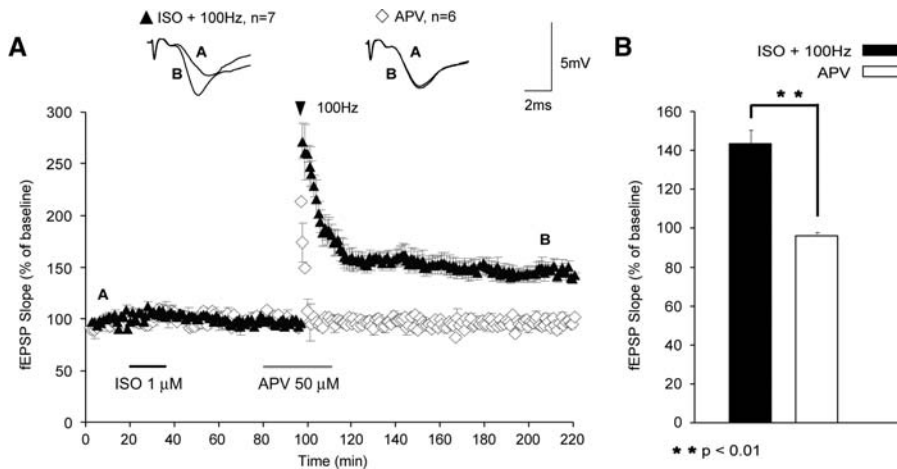 A
▲ ISO + 100Hz, n=7
◇ APV, n=6
A
B
A
B
5mV
2ms
▼ 100Hz
300
250
200
150
100
50
0
fEPSP Slope (% of baseline)
A
B
ISO 1 μM
APV 50 μM
0 20 40 60 80 100 120 140 160 180 200 220
Time (min)
B
ISO + 100Hz
APV
* *
160
140
120
100
80
60
40
20
0
fEPSP Slope (% of baseline)
* * p < 0.01